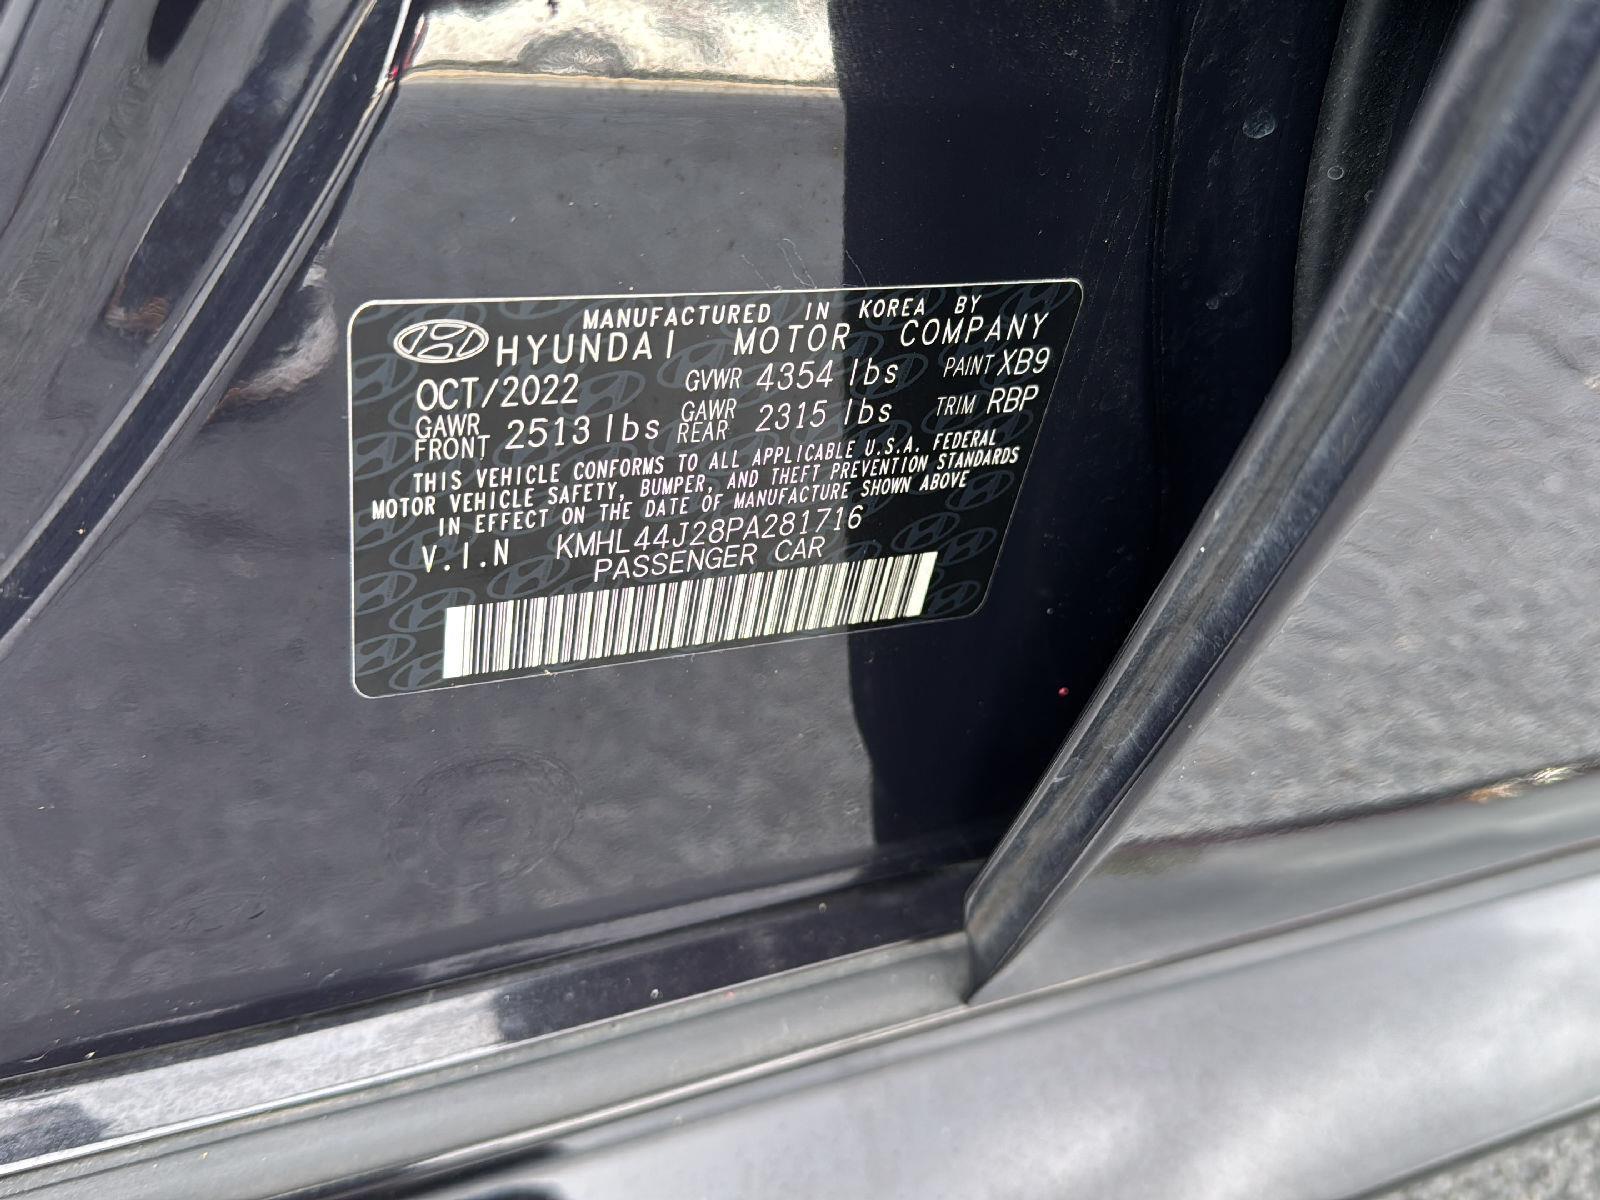 MANUFACTURED IN KOREA BY
HYUNDAI MOTOR COMPANY
OCT/2022 GVWR 4354 lbs PAINT XB9
GAWR FRONT 2513 lbs GAWR REAR 2315 lbs TRIM RBP
THIS VEHICLE CONFORMS TO ALL APPLICABLE U.S.A. FEDERAL
MOTOR VEHICLE SAFETY, BUMPER, AND THEFT PREVENTION STANDARDS
IN EFFECT ON THE DATE OF MANUFACTURE SHOWN ABOVE
V.I.N KMHL44J28PA281716
PASSENGER CAR